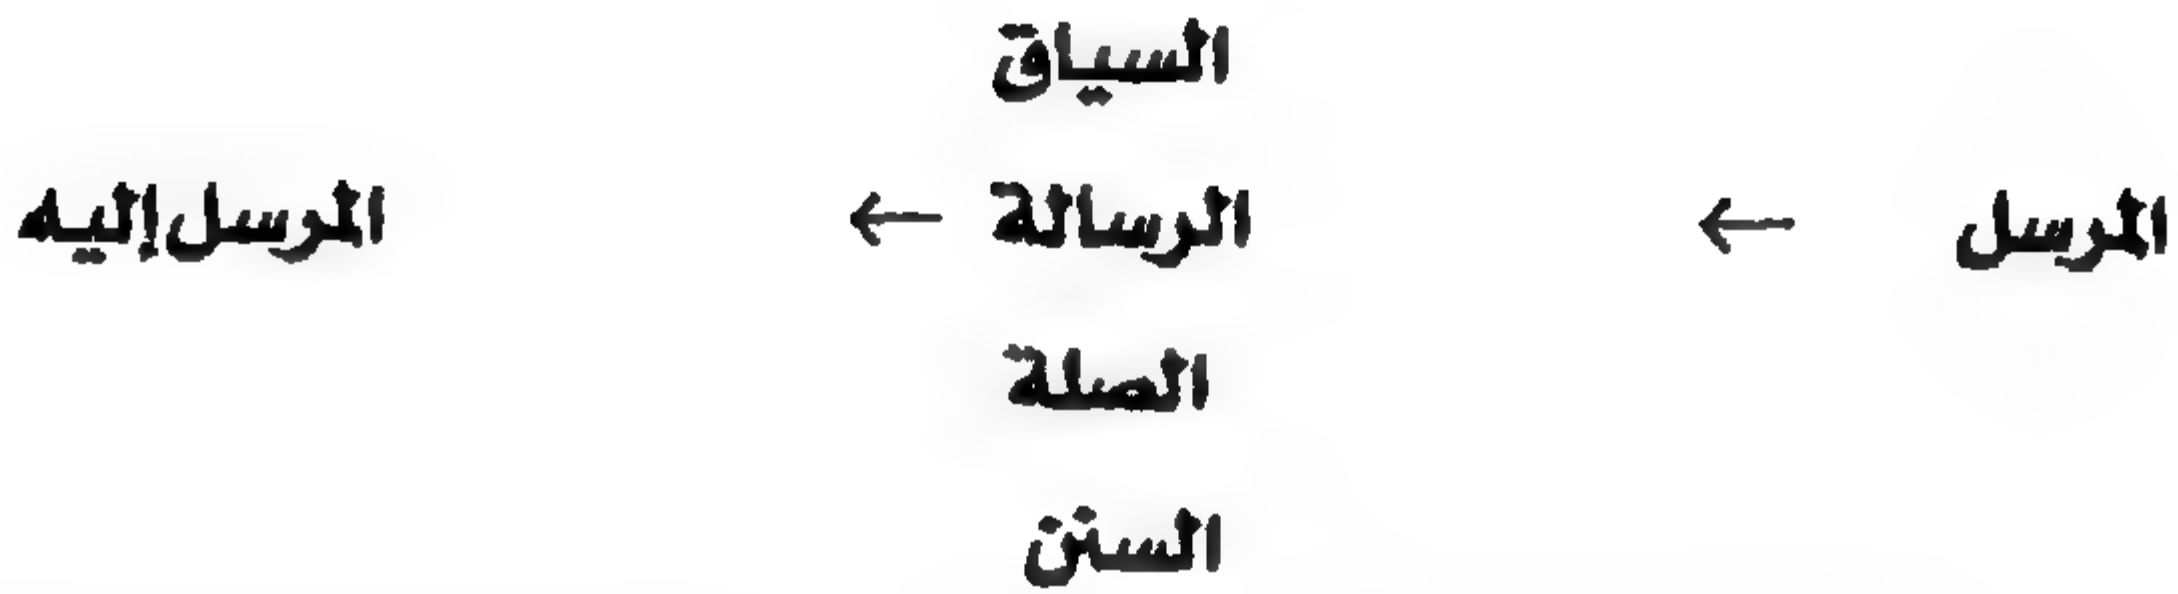 السياق
المرسل ← الرسالة ← المرسل إليه
الصلة
السنن